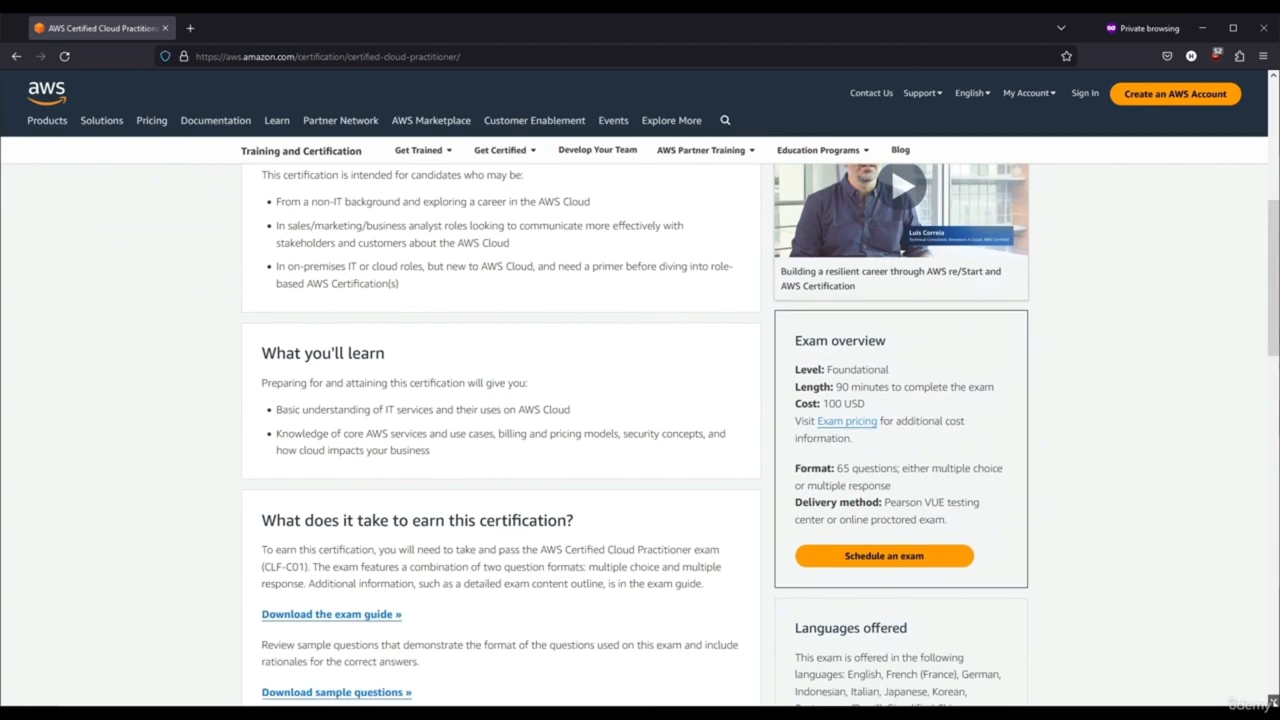 AWS Certified Cloud Practitioner
Private browsing
52
https://aws.amazon.com/certification/certified-cloud-practitioner/
aws
Contact Us
Support
English
My Account
Sign In
Create an AWS Account
Products
Solutions
Pricing
Documentation
Learn
Partner Network
AWS Marketplace
Customer Enablement
Events
Explore More
Training and Certification
Get Trained
Get Certified
Develop Your Team
AWS Partner Training
Education Programs
Blog
This certification is intended for candidates who may be:
• From a non-IT background and exploring a career in the AWS Cloud
• In sales/marketing/business analyst roles looking to communicate more effectively with
stakeholders and customers about the AWS Cloud
• In on-premises IT or cloud roles, but new to AWS Cloud, and need a primer before diving into role-
based AWS Certification(s)
What you'll learn
Preparing for and attaining this certification will give you:
• Basic understanding of IT services and their uses on AWS Cloud
• Knowledge of core AWS services and use cases, billing and pricing models, security concepts, and
how cloud impacts your business
What does it take to earn this certification?
To earn this certification, you will need to take and pass the AWS Certified Cloud Practitioner exam
(CLF-C01). The exam features a combination of two question formats: multiple choice and multiple
response. Additional information, such as a detailed exam content outline, is in the exam guide.
Download the exam guide »
Review sample questions that demonstrate the format of the questions used on this exam and include
rationales for the correct answers.
Download sample questions »
Luis Correia
Building a resilient career through AWS re/Start and
AWS Certification
Exam overview
Level: Foundational
Length: 90 minutes to complete the exam
Cost: 100 USD
Visit Exam pricing for additional cost
information.
Format: 65 questions; either multiple choice
or multiple response
Delivery method: Pearson VUE testing
center or online proctored exam.
Schedule an exam
Languages offered
This exam is offered in the following
languages: English, French (France), German,
Indonesian, Italian, Japanese, Korean,
Udemy